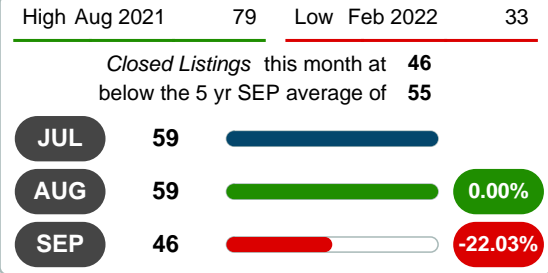 High Aug 2021 79 Low Feb 2022 33
Closed Listings this month at 46
below the 5 yr SEP average of 55
JUL 59
AUG 59 0.00%
SEP 46 -22.03%